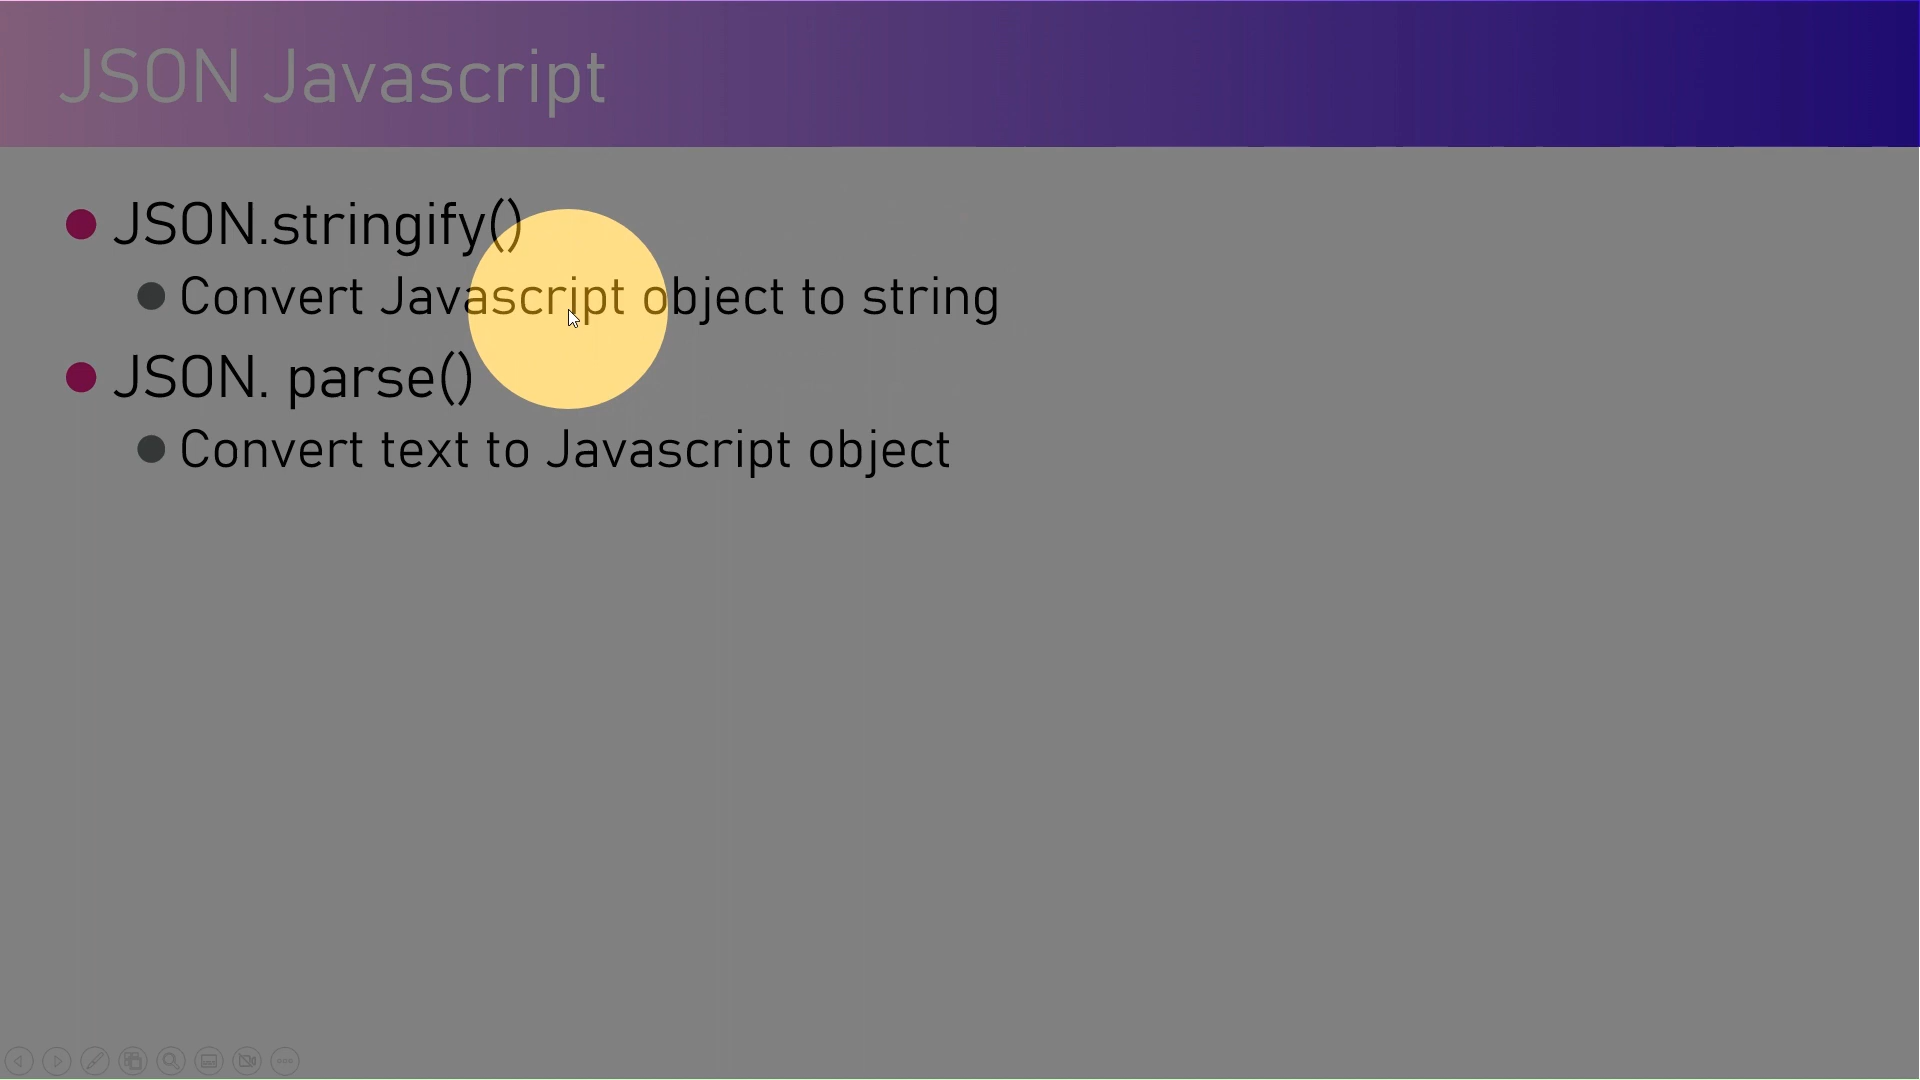 JSON Javascript
JSON.stringify()
Convert Javascript object to string
JSON. parse()
Convert text to Javascript object